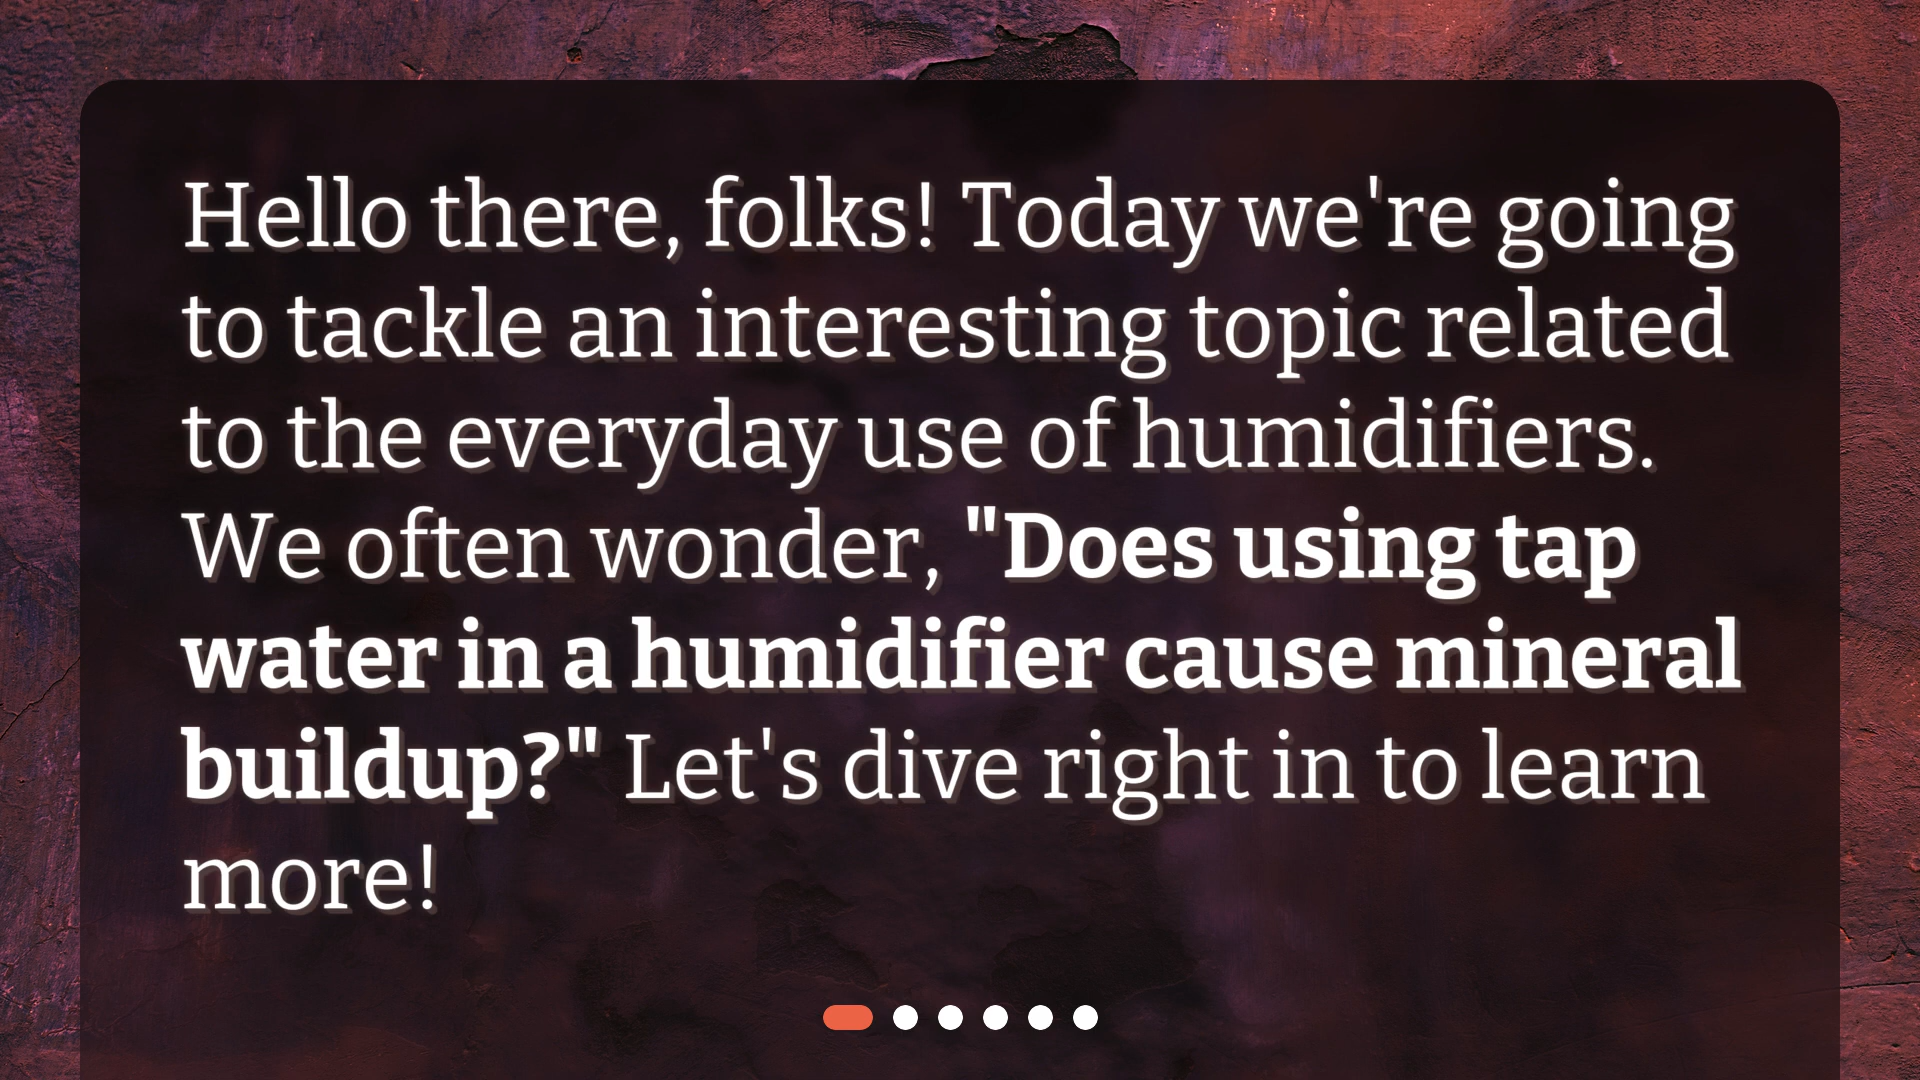 Hello there, folks! Today we're going
to tackle an interesting topic related
to the everyday use of humidifiers.
We often wonder, "Does using tap
water in a humidifier cause mineral
buildup?" Let's dive right in to learn
more!